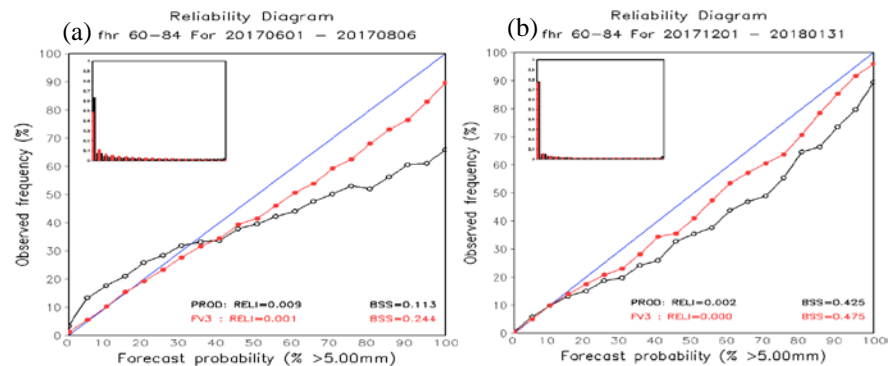 Reliability Diagram
(a)
fhr 60-84 For 20170601 - 20170806
100
90
80
70
60
50
40
30
20
10
0
Observed frequency (%)
PROD: RELI=0.009 BSS=0.113
FV3 : RELI=0.001 BSS=0.244
0 10 20 30 40 50 60 70 80 90 100
Forecast probability (% >5.00mm)
Reliability Diagram
(b)
fhr 60-84 For 20171201 - 20180131
100
90
80
70
60
50
40
30
20
10
0
Observed frequency (%)
PROD: RELI=0.002 BSS=0.425
FV3 : RELI=0.000 BSS=0.475
0 10 20 30 40 50 60 70 80 90 100
Forecast probability (% >5.00mm)